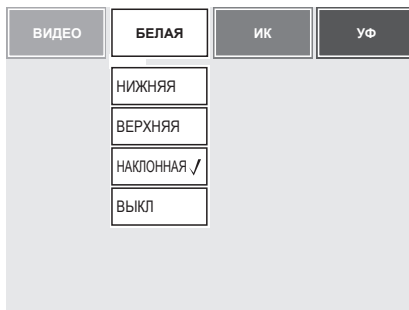 ВИДЕО БЕЛАЯ ИК УФ
НИЖНЯЯ
ВЕРХНЯЯ
НАКЛОННАЯ ✓
ВЫКЛ